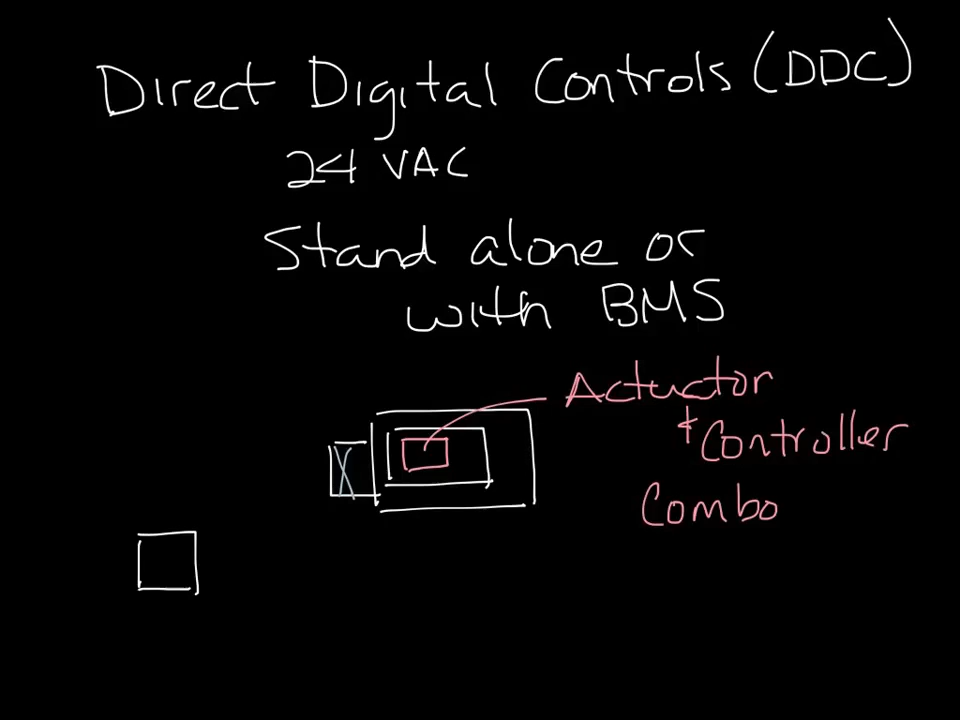 Direct Digital Controls (DDC)
24 VAC
Stand alone or
with BMS
Actuator
+ Controller
Combo